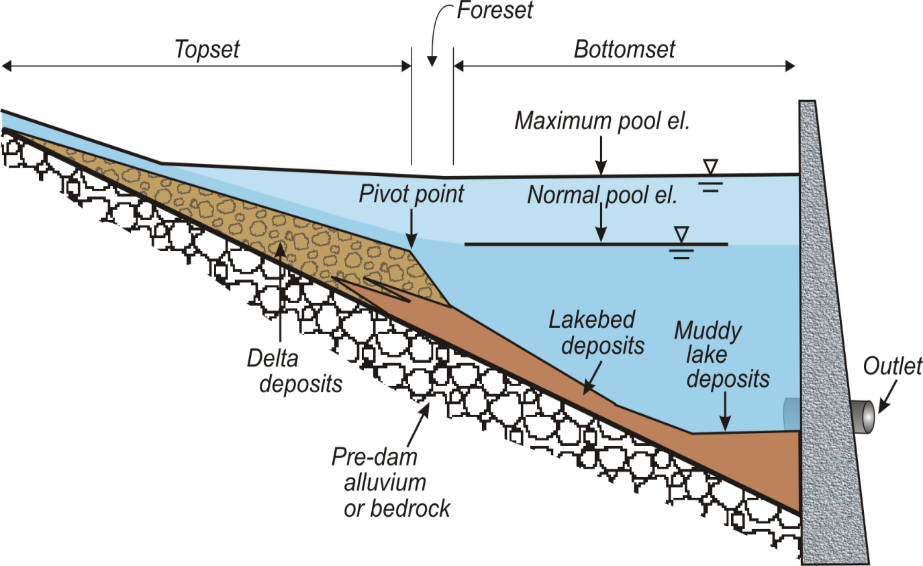 Foreset
Topset
Bottomset
Maximum pool el.
Pivot point
Normal pool el.
Lakebed
deposits
Muddy
lake
deposits
Outlet
Delta
deposits
Pre-dam
alluvium
or bedrock